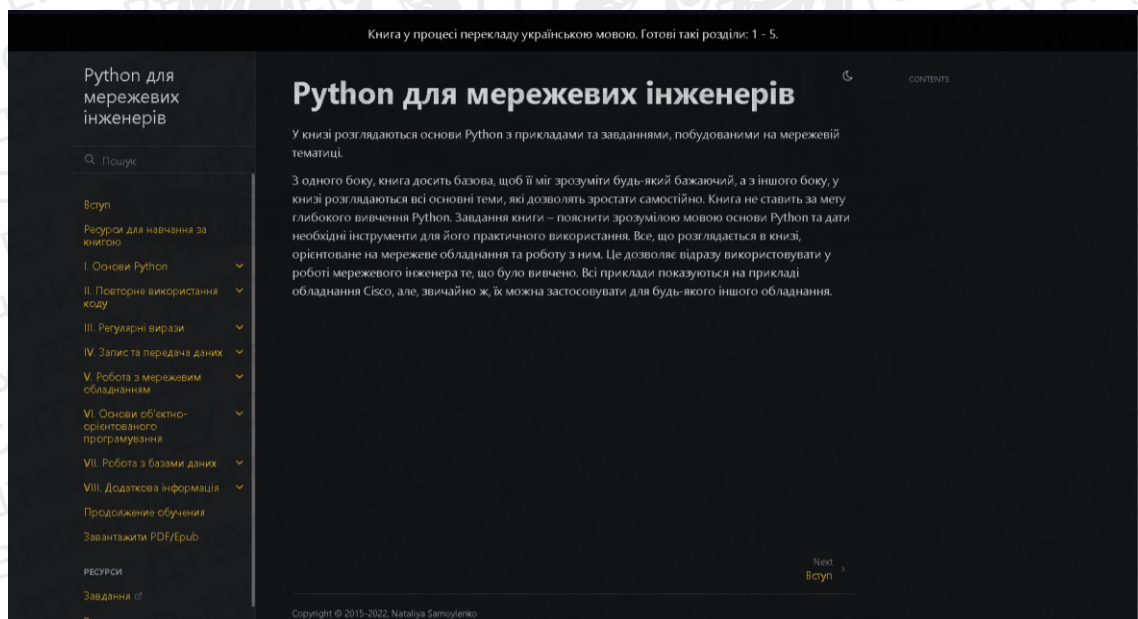 Книга у процесі перекладу українською мовою. Готові такі розділи: 1 - 5.
Python для
мережевих
інженерів
Пошук
Вступ
Ресурси для навчання за
книгою
I. Основи Python
II. Повторне використання
коду
III. Регулярні вирази
IV. Запис та передача даних
V. Робота з мережевим
обладнанням
VI. Основи об'єктно-
орієнтованого
програмування
VII. Робота з базами даних
VIII. Додаткова інформація
Продолжение обучения
Завантажити PDF/Epub
РЕСУРСИ
Завдання
Python для мережевих інженерів
У книзі розглядаються основи Python з прикладами та завданнями, побудованими на мережевій
тематиці.
З одного боку, книга досить базова, щоб її міг зрозуміти будь-який бажаючий, а з іншого боку, у
книзі розглядаються всі основні теми, які дозволять зростати самостійно. Книга не ставить за мету
глибокого вивчення Python. Завдання книги – пояснити зрозумілою мовою основи Python та дати
необхідні інструменти для його практичного використання. Все, що розглядається в книзі,
орієнтоване на мережеве обладнання та роботу з ним. Це дозволяє відразу використовувати у
роботі мережевого інженера те, що було вивчено. Всі приклади показуються на прикладі
обладнання Cisco, але, звичайно ж, їх можна застосовувати для будь-якого іншого обладнання.
Next
Вступ
Copyright © 2015-2022, Nataliya Samoylenko
CONTENTS